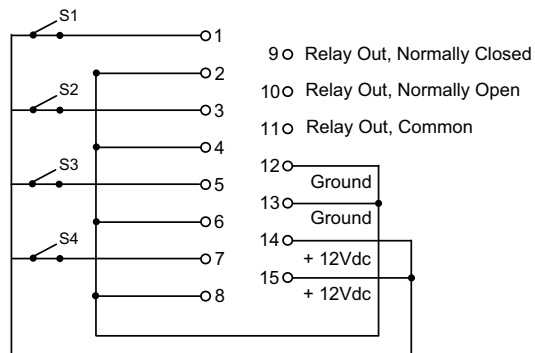 S1
1
2
S2
3
4
S3
5
6
S4
7
8
9 Relay Out, Normally Closed
10 Relay Out, Normally Open
11 Relay Out, Common
12
Ground
13
Ground
14
+ 12Vdc
15
+ 12Vdc